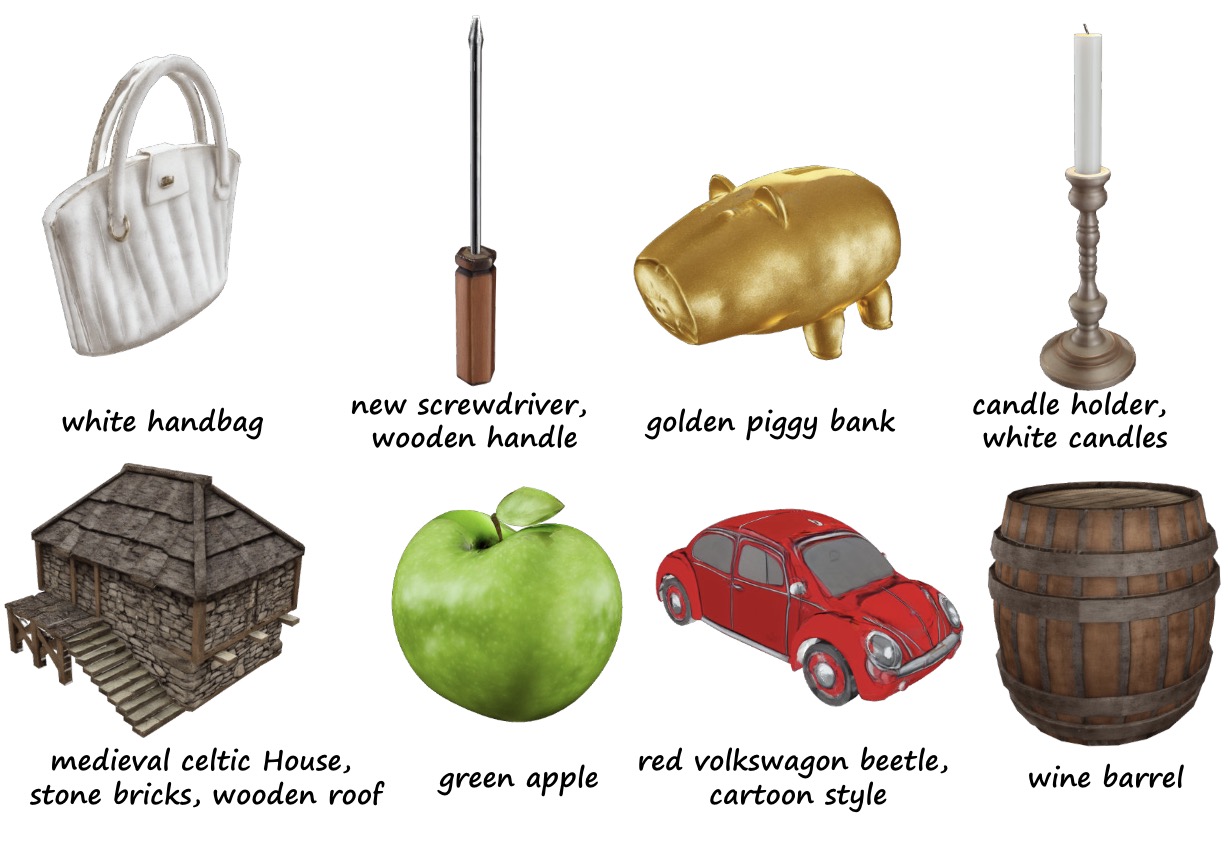 white handbag
new screwdriver,
wooden handle
golden piggy bank
candle holder,
white candles
medieval celtic House,
stone bricks, wooden roof
green apple
red volkswagon beetle,
cartoon style
wine barrel